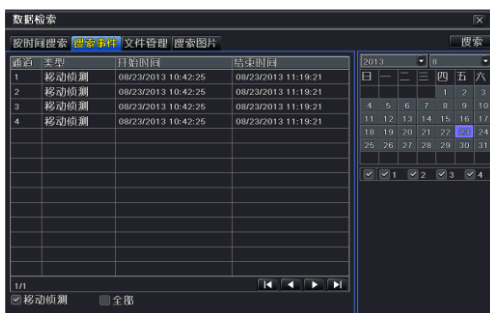 数据检索
按时间搜索 搜索事件 文件管理 搜索图片 搜索
通道 类型 开始时间 结束时间
1 移动侦测 08/23/2013 10:42:25 08/23/2013 11:19:21
2 移动侦测 08/23/2013 10:42:25 08/23/2013 11:19:21
3 移动侦测 08/23/2013 10:42:25 08/23/2013 11:19:21
4 移动侦测 08/23/2013 10:42:25 08/23/2013 11:19:21
1/1
移动侦测 全部
2013 8
日 一 二 三 四 五 六
1 2 3
4 5 6 7 8 9 10
11 12 13 14 15 16 17
18 19 20 21 22 23 24
25 26 27 28 29 30 31
1 2 3 4